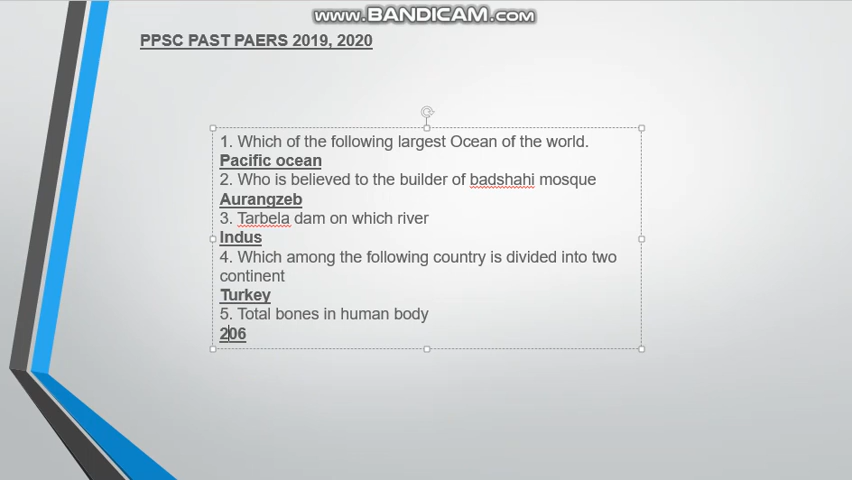 www.BANDICAM.com
PPSC PAST PAERS 2019, 2020
1. Which of the following largest Ocean of the world.
Pacific ocean
2. Who is believed to the builder of badshahi mosque
Aurangzeb
3. Tarbela dam on which river
Indus
4. Which among the following country is divided into two
continent
Turkey
5. Total bones in human body
206